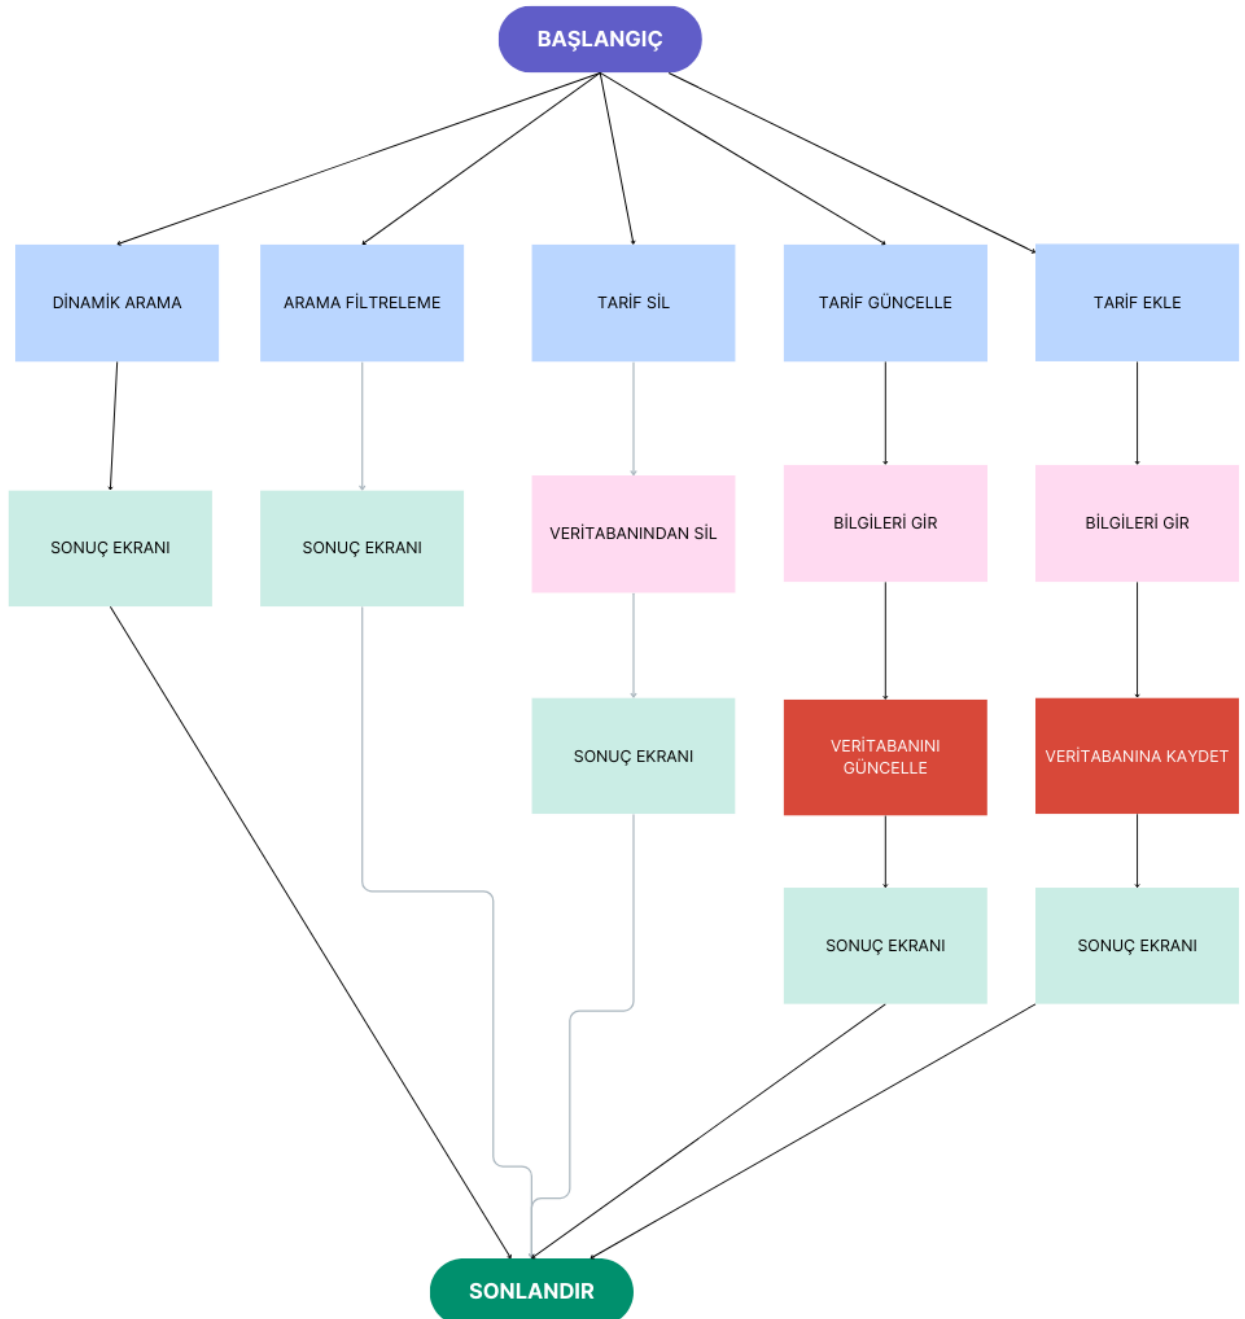 BAŞLANGIÇ
DİNAMİK ARAMA
ARAMA FİLTRELEME
TARİF SİL
TARİF GÜNCELLE
TARİF EKLE
SONUÇ EKRANI
SONUÇ EKRANI
VERİTABANINDAN SİL
BİLGİLERİ GİR
BİLGİLERİ GİR
SONUÇ EKRANI
VERİTABANINI
GÜNCELLE
VERİTABANINA KAYDET
SONUÇ EKRANI
SONUÇ EKRANI
SONLANDIR